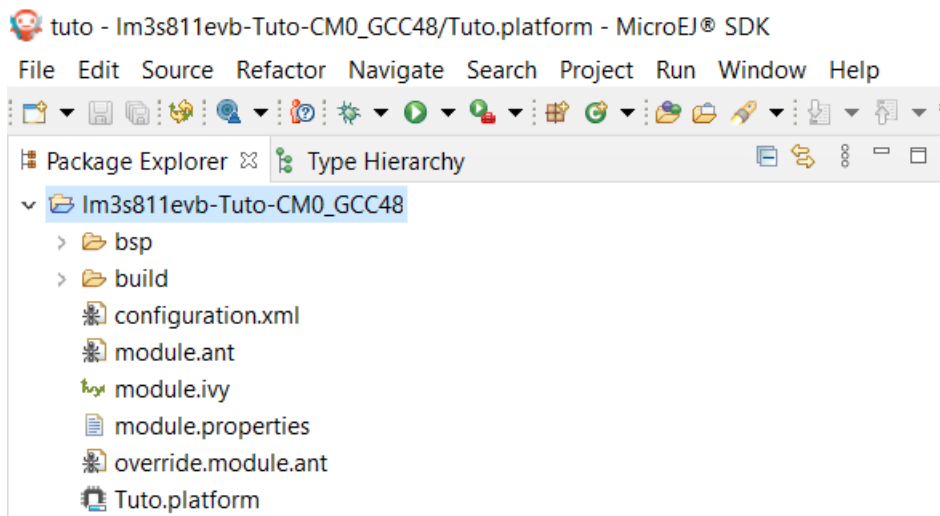 tuto - lm3s811evb-Tuto-CM0_GCC48/Tuto.platform - MicroEJ® SDK
File Edit Source Refactor Navigate Search Project Run Window Help
Package Explorer Type Hierarchy
lm3s811evb-Tuto-CM0_GCC48
bsp
build
configuration.xml
module.ant
module.ivy
module.properties
override.module.ant
Tuto.platform